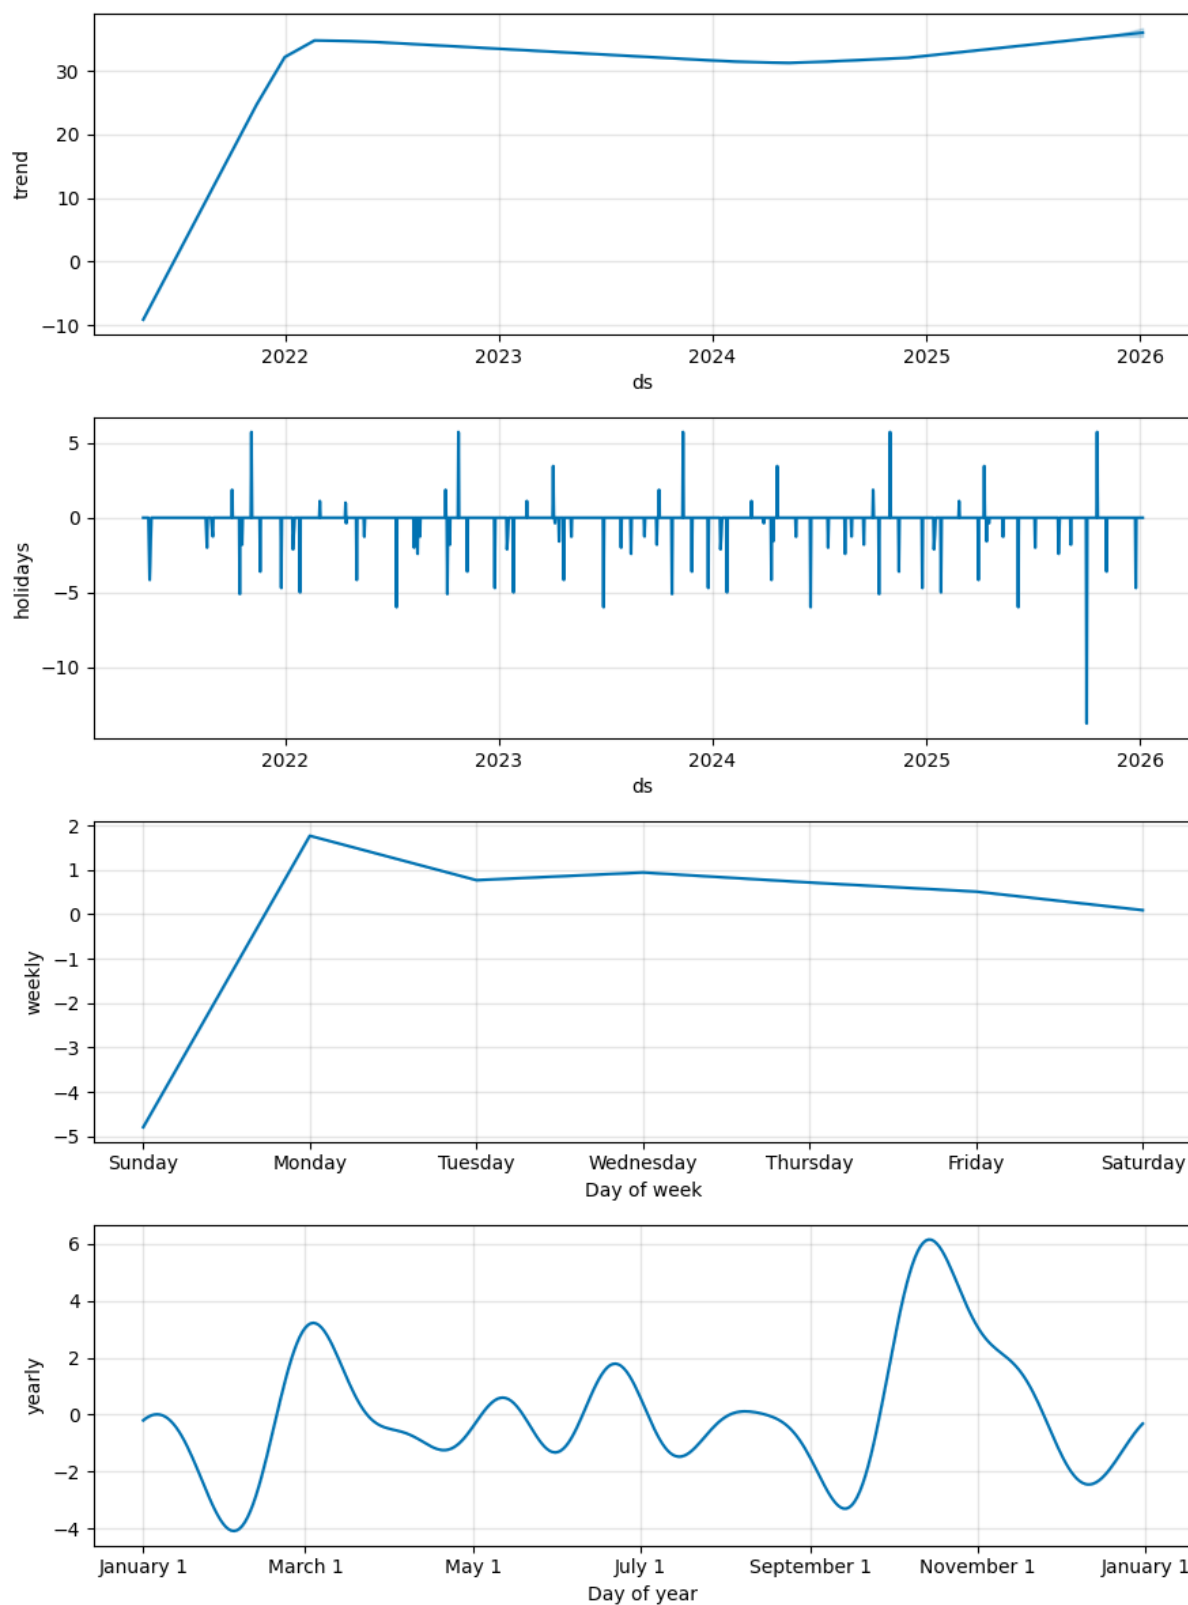 30
20
10
0
−10
trend
2022
2023
2024
2025
2026
ds
5
0
−5
−10
holidays
2022
2023
2024
2025
2026
ds
2
1
0
−1
−2
−3
−4
−5
weekly
Sunday
Monday
Tuesday
Wednesday
Thursday
Friday
Saturday
Day of week
6
4
2
0
−2
−4
yearly
January 1
March 1
May 1
July 1
September 1
November 1
January 1
Day of year